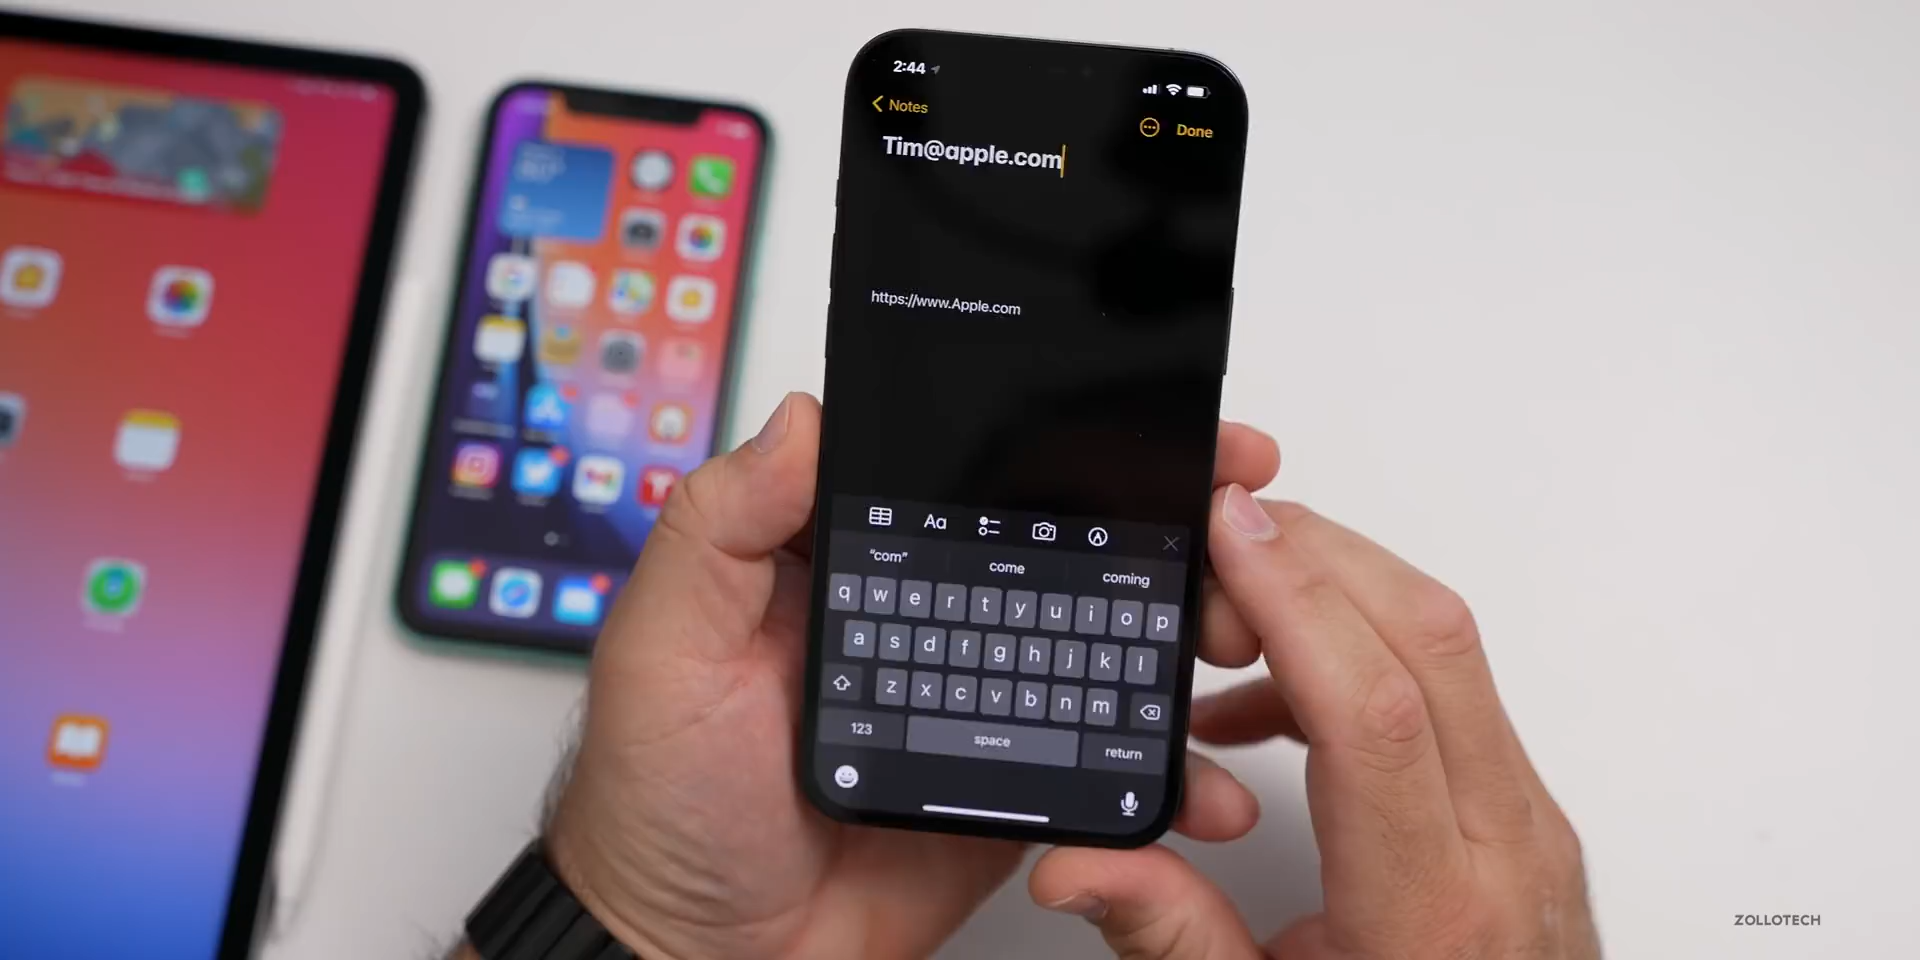 2:44
Notes
Done
Tim@apple.com
https://www.Apple.com
Aa
“com” come coming
q w e r t y u i o p
a s d f g h j k l
z x c v b n m
123 space return
ZOLLOTECH